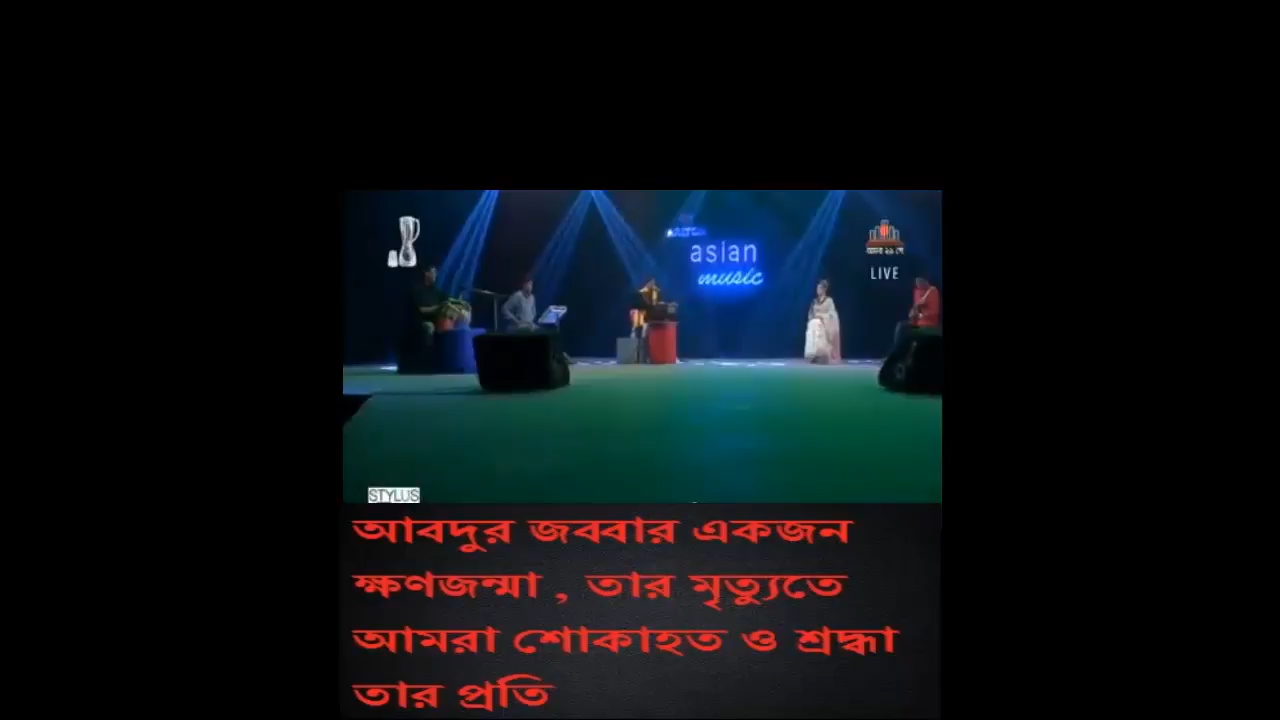 asian
music
LIVE
STYLUS
আবদুর জব্বার একজন
ক্ষণজন্মা , তার মৃত্যুতে
আমরা শোকাহত ও শ্রদ্ধা
তার প্রতি